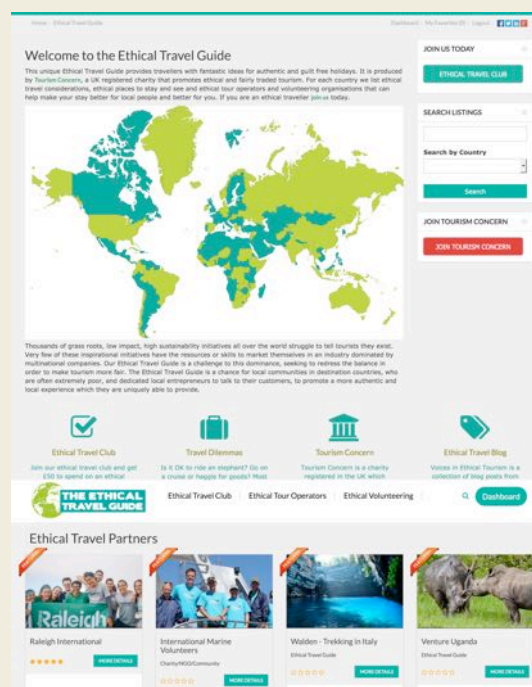 Home   Ethical Travel Guide
Dashboard   My Favorites (0)   Logout
Welcome to the Ethical Travel Guide
This unique Ethical Travel Guide provides travellers with fantastic ideas for authentic and guilt free holidays. It is produced
by Tourism Concern, a UK registered charity that promotes ethical and fairly traded tourism. For each country we list ethical
travel considerations, ethical places to stay and see and ethical tour operators and volunteering organisations that can
help make your stay better for local people and better for you. If you are an ethical traveller join us today.
JOIN US TODAY
ETHICAL TRAVEL CLUB
SEARCH LISTINGS
Search by Country
Search
JOIN TOURISM CONCERN
JOIN TOURISM CONCERN
Thousands of grass roots, low impact, high sustainability initiatives all over the world struggle to tell tourists they exist.
Very few of these inspirational initiatives have the resources or skills to market themselves in an industry dominated by
multinational companies. Our Ethical Travel Guide is a challenge to this dominance, seeking to redress the balance in
order to make tourism more fair. The Ethical Travel Guide is a chance for local communities in destination countries, who
are often extremely poor, and dedicated local entrepreneurs to talk to their customers, to promote a more authentic and
local experience which they are uniquely able to provide.
Ethical Travel Club
Join our ethical travel club and get
£50 to spend on an ethical
Travel Dilemmas
Is it OK to ride an elephant? Go on
a cruise or haggle for goods? Most
Tourism Concern
Tourism Concern is a charity
registered in the UK which
Ethical Travel Blog
Voices in Ethical Tourism is a
collection of blog posts from
THE ETHICAL
TRAVEL GUIDE
Ethical Travel Club   Ethical Tour Operators   Ethical Volunteering
Dashboard
Ethical Travel Partners
Raleigh
Raleigh International
MORE DETAILS
International Marine
Volunteers
Charity/NGO/Community
MORE DETAILS
Walden - Trekking in Italy
Ethical Travel Guide
MORE DETAILS
Venture Uganda
Ethical Travel Guide
MORE DETAILS